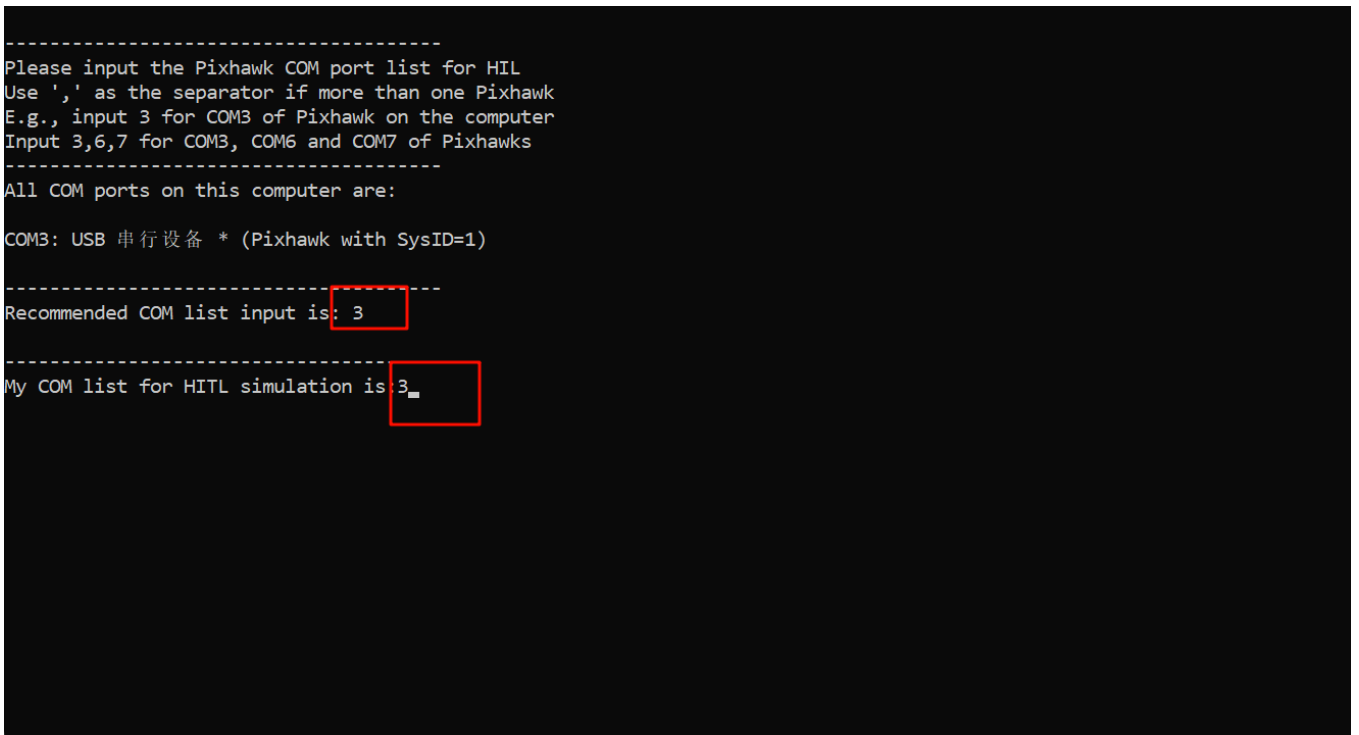 ---------------------------------------
Please input the Pixhawk COM port list for HIL
Use ',' as the separator if more than one Pixhawk
E.g., input 3 for COM3 of Pixhawk on the computer
Input 3,6,7 for COM3, COM6 and COM7 of Pixhawks
---------------------------------------
All COM ports on this computer are:
COM3: USB 串行设备 * (Pixhawk with SysID=1)
---------------------------------------
Recommended COM list input is: 3
---------------------------------------
My COM list for HITL simulation is:3